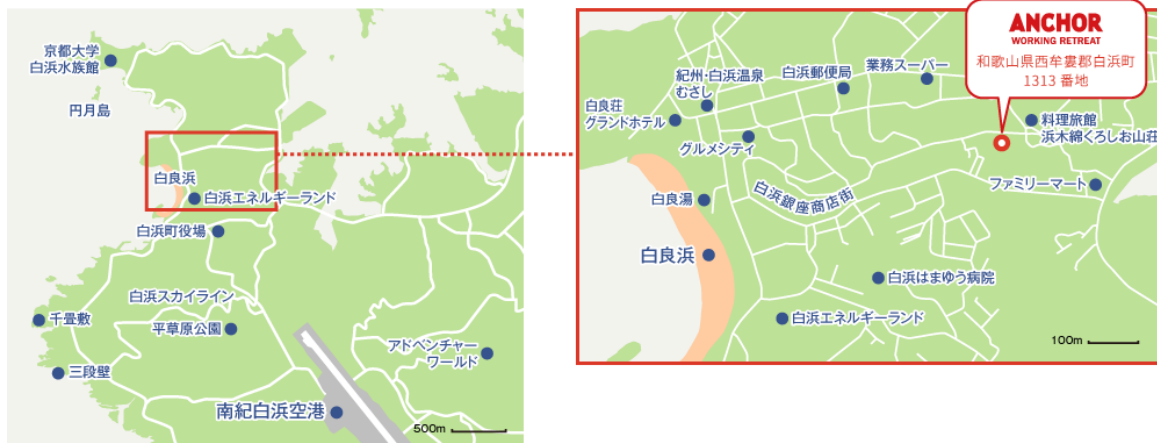 京都大学
白浜水族館
円月島
白良浜
白浜エネルギーランド
白浜町役場
白浜スカイライン
千畳敷
平草原公園
アドベンチャー
ワールド
三段壁
南紀白浜空港
500m
ANCHOR
WORKING RETREAT
和歌山県西牟婁郡白浜町
1313 番地
業務スーパー
白浜郵便局
紀州・白浜温泉
むさし
白良荘
グランドホテル
グルメシティ
料理旅館
浜木綿くろしお山荘
ファミリーマート
白良湯
白浜銀座商店街
白良浜
白浜はまゆう病院
白浜エネルギーランド
100m